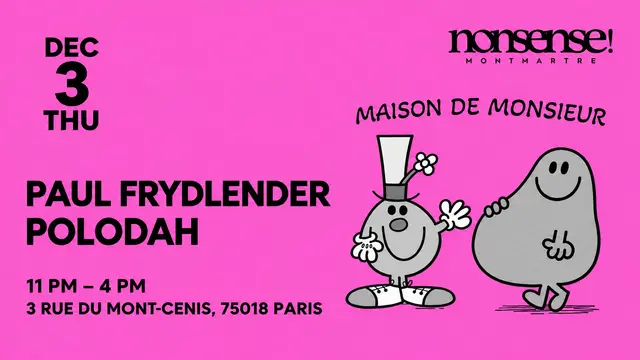 DEC
3
THU
nonsense!
MONTMARTRE
MAISON DE MONSIEUR
PAUL FRYDLENDER
POLODAH
11 PM – 4 PM
3 RUE DU MONT-CENIS, 75018 PARIS